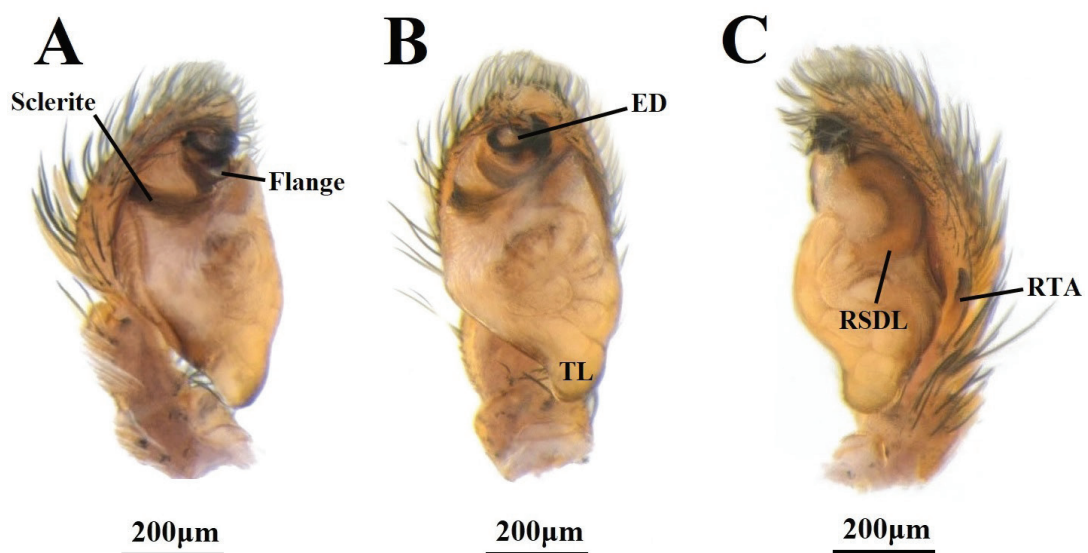 A
B
C
Sclerite
ED
Flange
RTA
RSDL
TL
200μm
200μm
200μm